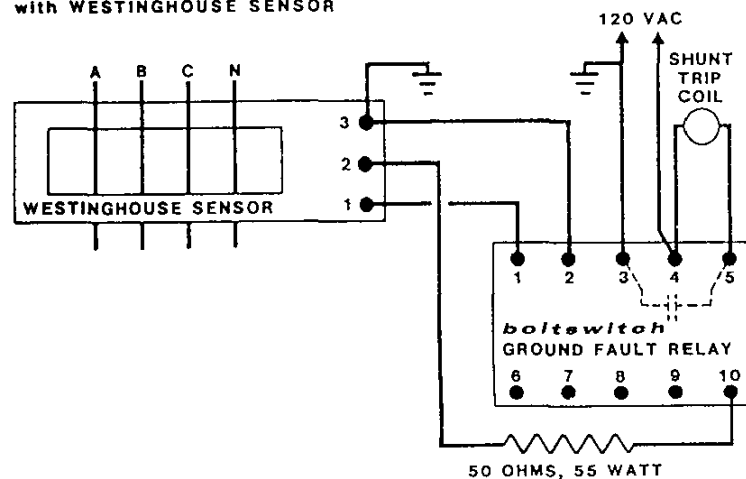 with WESTINGHOUSE SENSOR
120 VAC
SHUNT
TRIP
COIL
A B C N
3
2
1
WESTINGHOUSE SENSOR
1 2 3 4 5
boltswitch
GROUND FAULT RELAY
6 7 8 9 10
50 OHMS, 55 WATT